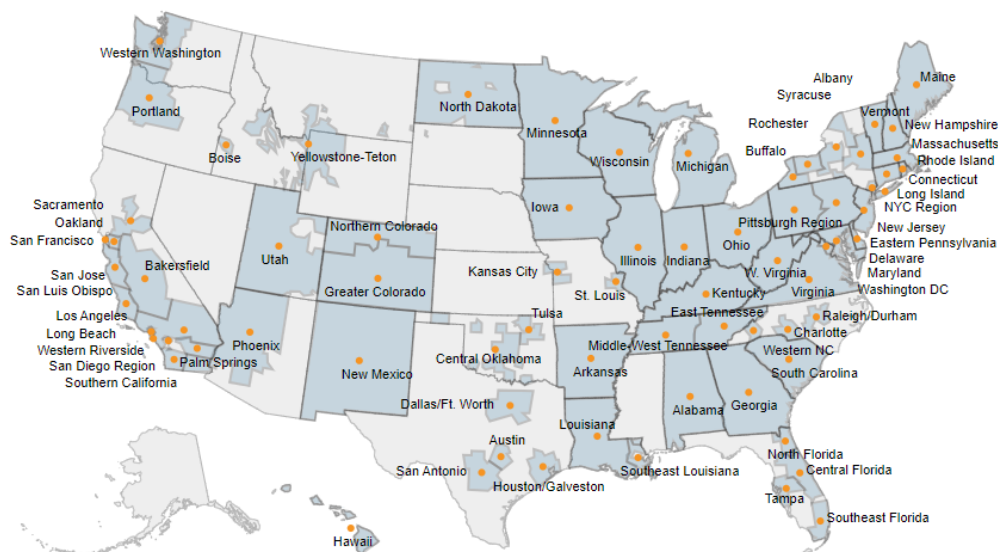 Western Washington
Portland
Boise
Yellowstone-Teton
North Dakota
Minnesota
Wisconsin
Michigan
Iowa
Albany
Syracuse
Rochester
Buffalo
Maine
Vermont
New Hampshire
Massachusetts
Rhode Island
Connecticut
Long Island
NYC Region
New Jersey
Eastern Pennsylvania
Delaware
Maryland
Washington DC
Pittsburgh Region
Ohio
Indiana
Illinois
W. Virginia
Virginia
Kentucky
East Tennessee
Middle-West Tennessee
Raleigh/Durham
Charlotte
Western NC
South Carolina
Georgia
Alabama
Sacramento
Oakland
San Francisco
San Jose
San Luis Obispo
Bakersfield
Los Angeles
Long Beach
Western Riverside
San Diego Region
Southern California
Palm Springs
Phoenix
Utah
Northern Colorado
Greater Colorado
New Mexico
Kansas City
St. Louis
Tulsa
Central Oklahoma
Arkansas
Dallas/Ft. Worth
Louisiana
Austin
San Antonio
Houston/Galveston
Southeast Louisiana
North Florida
Central Florida
Tampa
Southeast Florida
Hawaii